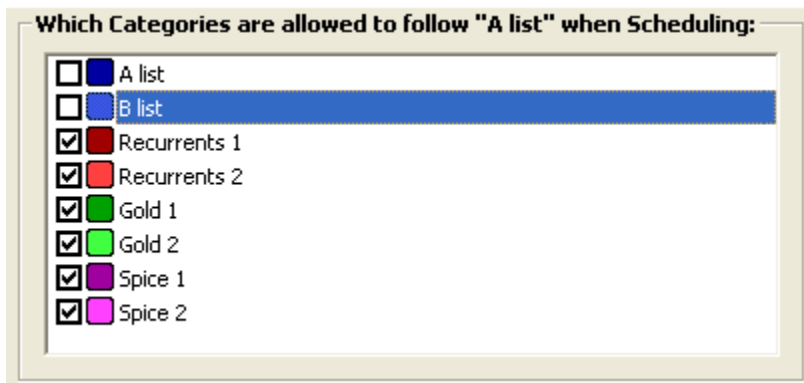 Which Categories are allowed to follow "A list" when Scheduling:
A list
B list
Recurrents 1
Recurrents 2
Gold 1
Gold 2
Spice 1
Spice 2